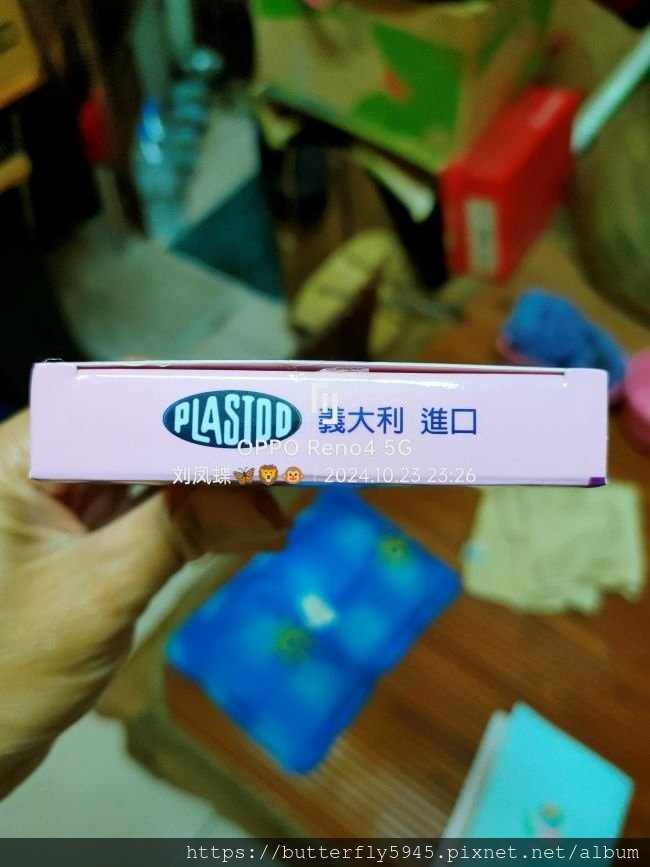 PLASTOD 義大利 進口
OPPO Reno4 5G
刘凤蝶🦋🦁🐵 | 2024.10.23 23:26
https://butterfly5945.pixnet.net/album